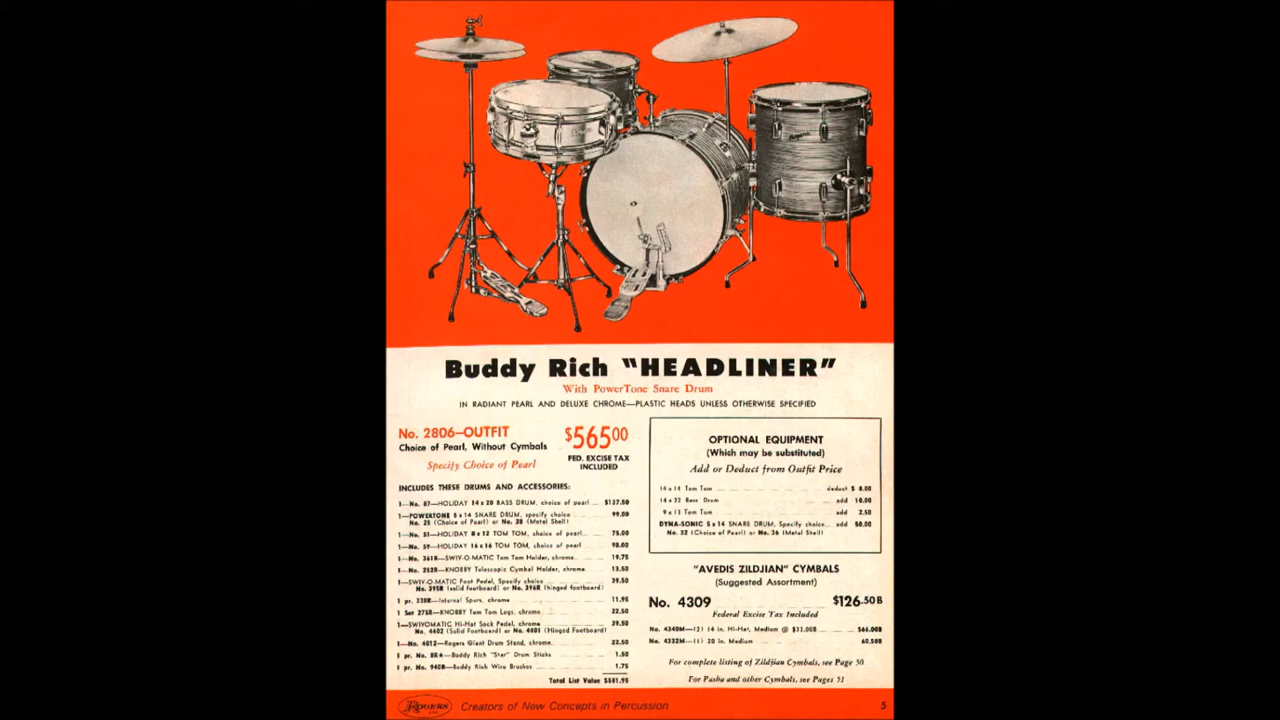 Buddy Rich "HEADLINER"
With PowerTone Snare Drum
IN RADIANT PEARL AND DELUXE CHROME—PLASTIC HEADS UNLESS OTHERWISE SPECIFIED
No. 2806—OUTFIT
Choice of Pearl, Without Cymbals
Specify Choice of Pearl
$56500
FED. EXCISE TAX
INCLUDED
INCLUDES THESE DRUMS AND ACCESSORIES:
1—No. 87—HOLIDAY 14 x 20 BASS DRUM, choice of pearl $137.50
1—POWERTONE 5 x 14 SNARE DRUM, specify choice 99.00
No. 25 (Choice of Pearl) or No. 28 (Metal Shell)
1—No. 51—HOLIDAY 8 x 12 TOM TOM, choice of pearl 75.00
1—No. 59—HOLIDAY 16 x 16 TOM TOM, choice of pearl 98.00
1—No. 361R—SWIV-O-MATIC Tom Tom Holder, chrome 19.75
1—No. 252R—KNOBBY Telescopic Cymbal Holder, chrome 13.50
1—SWIV-O-MATIC Foot Pedal, Specify choice 39.50
No. 395R (solid footboard) or No. 396R (hinged footboard)
1 pr. 338R—Internal Spurs, chrome 11.95
1 Set 275R—KNOBBY Tom Tom Legs, chrome 22.50
1—SWIVOMATIC Hi-Hat Sock Pedal, chrome 39.50
No. 4402 (Solid Footboard) or No. 4401 (Hinged Footboard)
1—No. 4012—Rogers Giant Drum Stand, chrome 22.50
1 pr. No. 8R★—Buddy Rich "Star" Drum Sticks 1.50
1 pr. No. 940R—Buddy Rich Wire Brushes 1.75
Total List Value $581.95
OPTIONAL EQUIPMENT
(Which may be substituted)
Add or Deduct from Outfit Price
14 x 14 Tom Tom deduct $ 8.00
14 x 22 Bass Drum add 10.00
9 x 13 Tom Tom add 2.50
DYNA-SONIC 5 x 14 SNARE DRUM, Specify choice add 50.00
No. 32 (Choice of Pearl) or No. 36 (Metal Shell)
"AVEDIS ZILDJIAN" CYMBALS
(Suggested Assortment)
No. 4309 $126.50B
Federal Excise Tax Included
No. 4340M—(2) 14 in. Hi-Hat, Medium @ $33.00B $66.00B
No. 4332M—(1) 20 in. Medium 60.50B
For complete listing of Zildjian Cymbals, see Page 50
For Pasha and other Cymbals, see Pages 51
ROGERS
Creators of New Concepts in Percussion
5